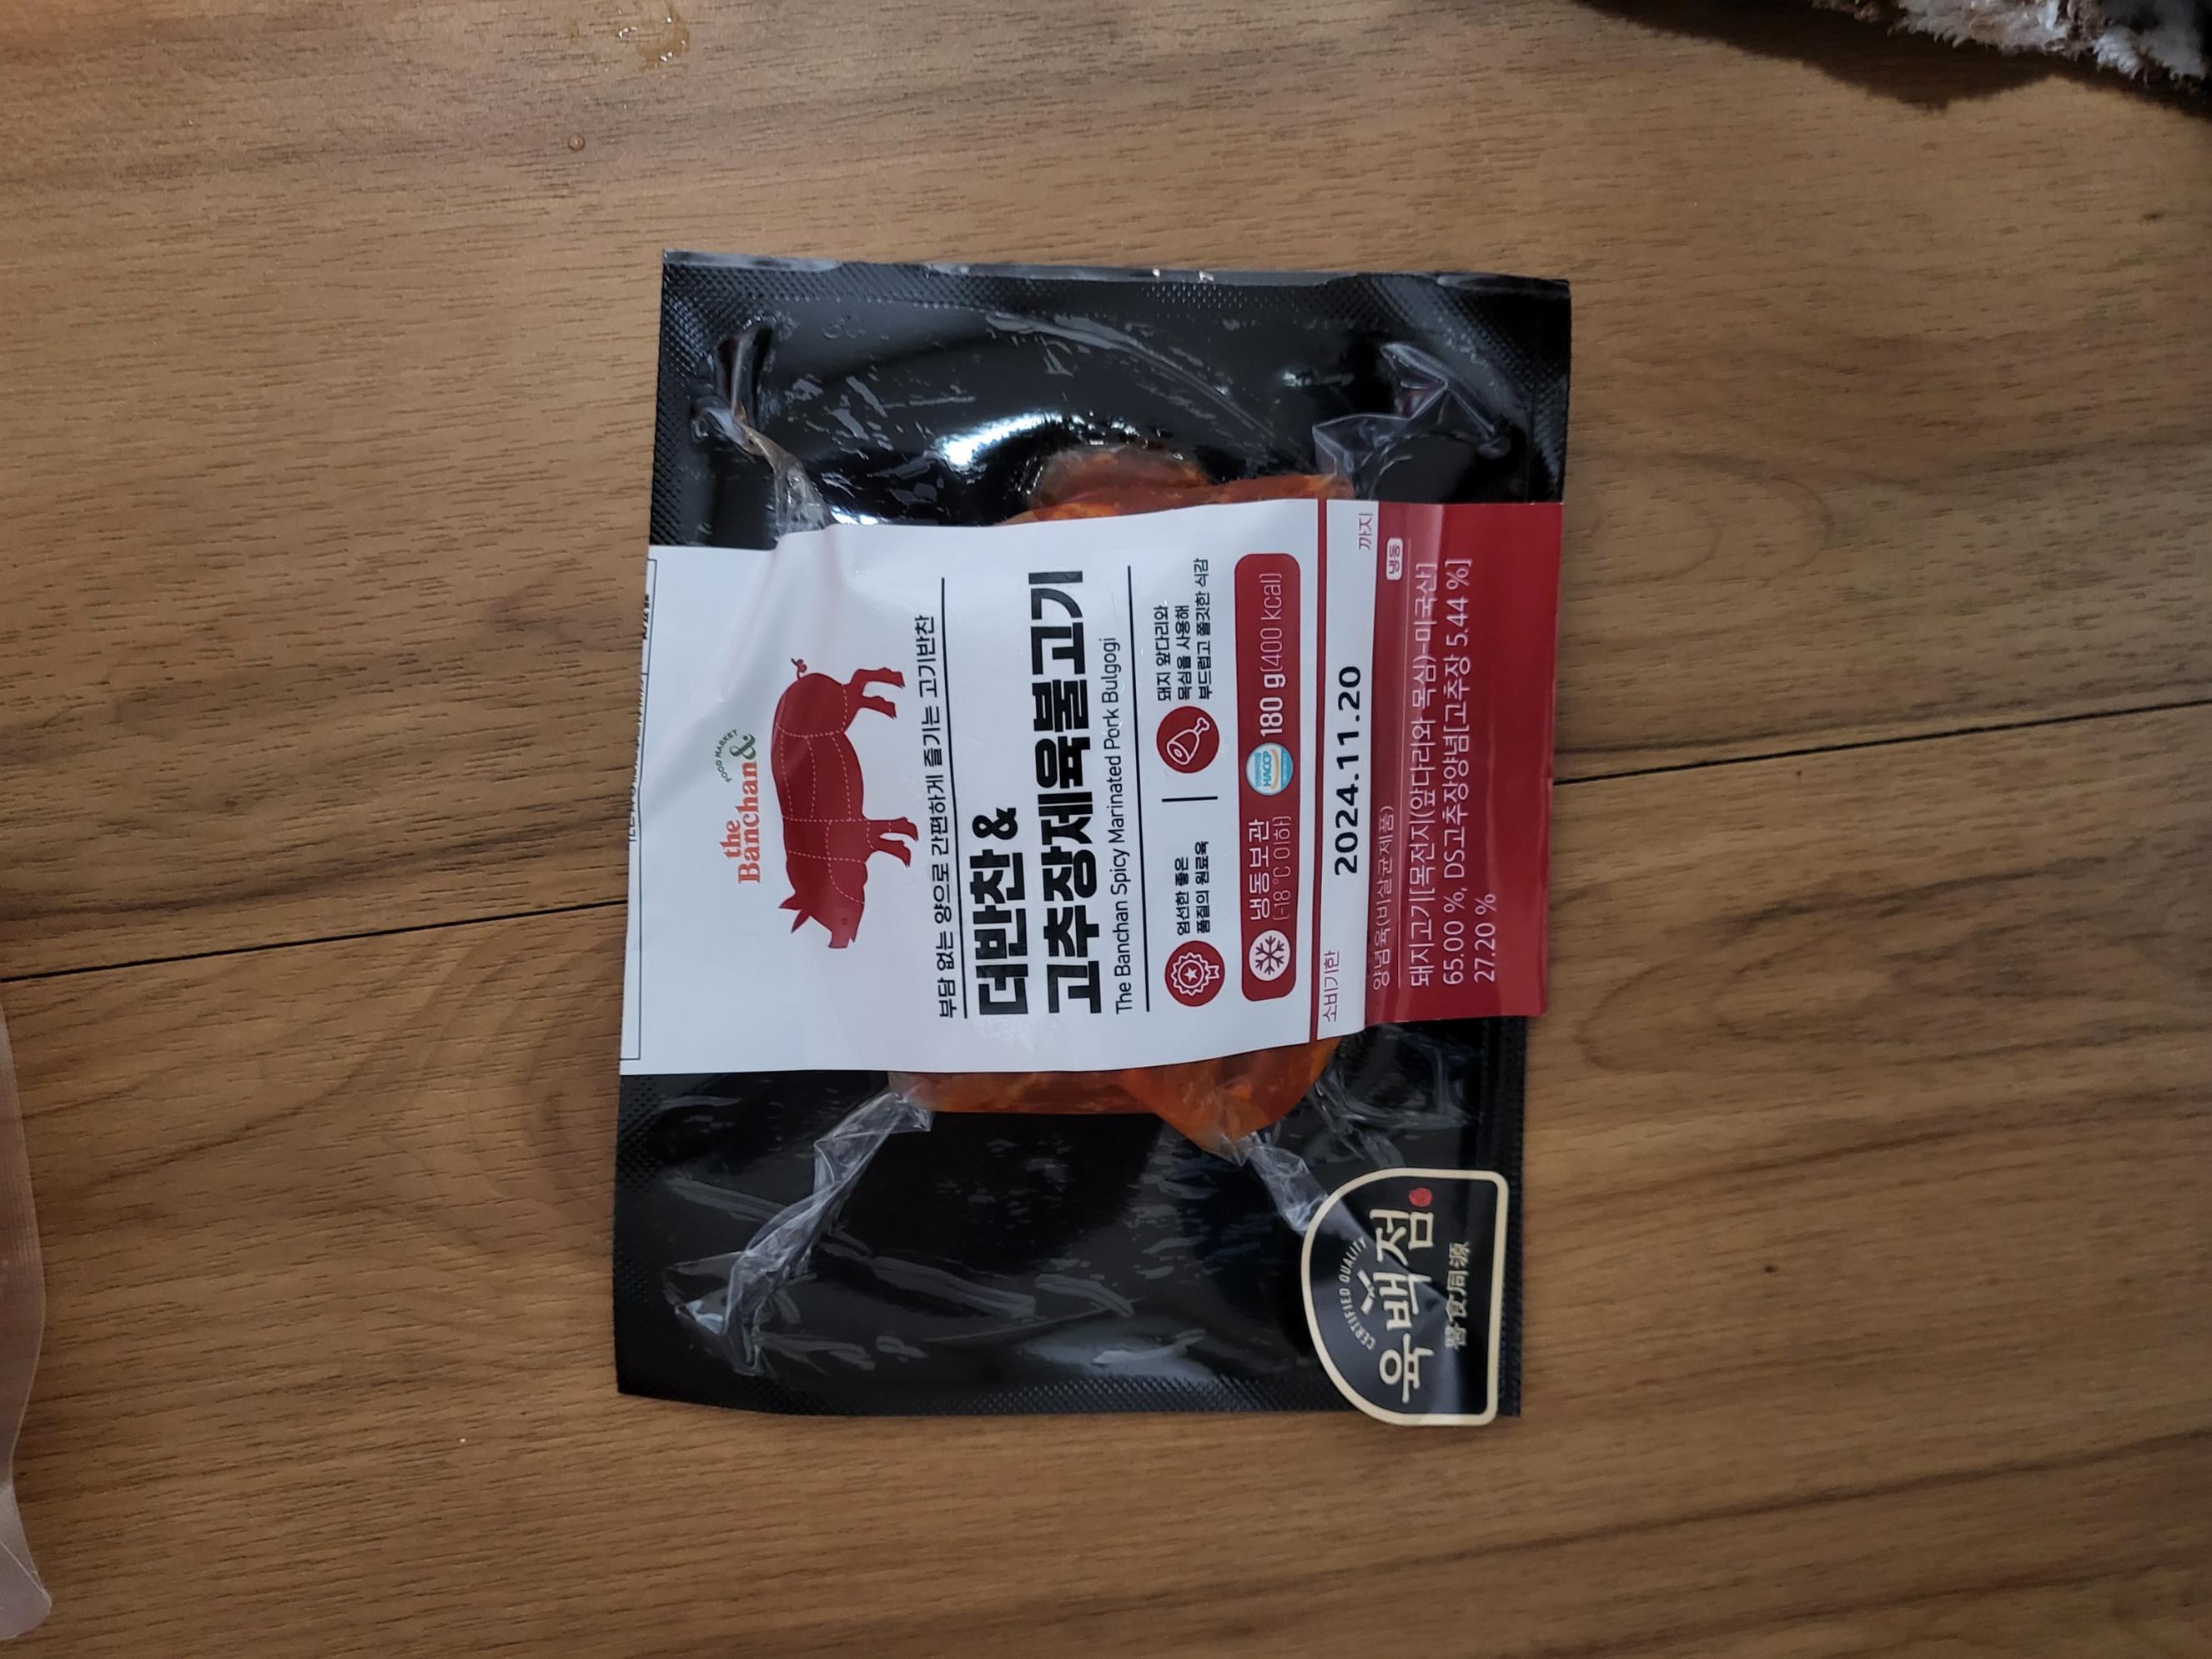 the
Banchan&
FOOD MARKET
부담 없는 양으로 간편하게 즐기는 고기반찬
더반찬&
고추장제육불고기
The Banchan Spicy Marinated Pork Bulgogi
엄선한 좋은
품질의 원료육
돼지 앞다리와
목심을 사용해
부드럽고 쫄깃한 식감
냉동보관
(-18 ℃ 이하)
HACCP
180 g(400 kcal)
소비기한
2024.11.20
까지
양념육(비살균제품)
냉동
돼지고기[목전지(앞다리와 목심)-미국산]
65.00 %, DS고추장양념[고추장 5.44 %]
27.20 %
CERTIFIED QUALITY
육백점
醫食同源